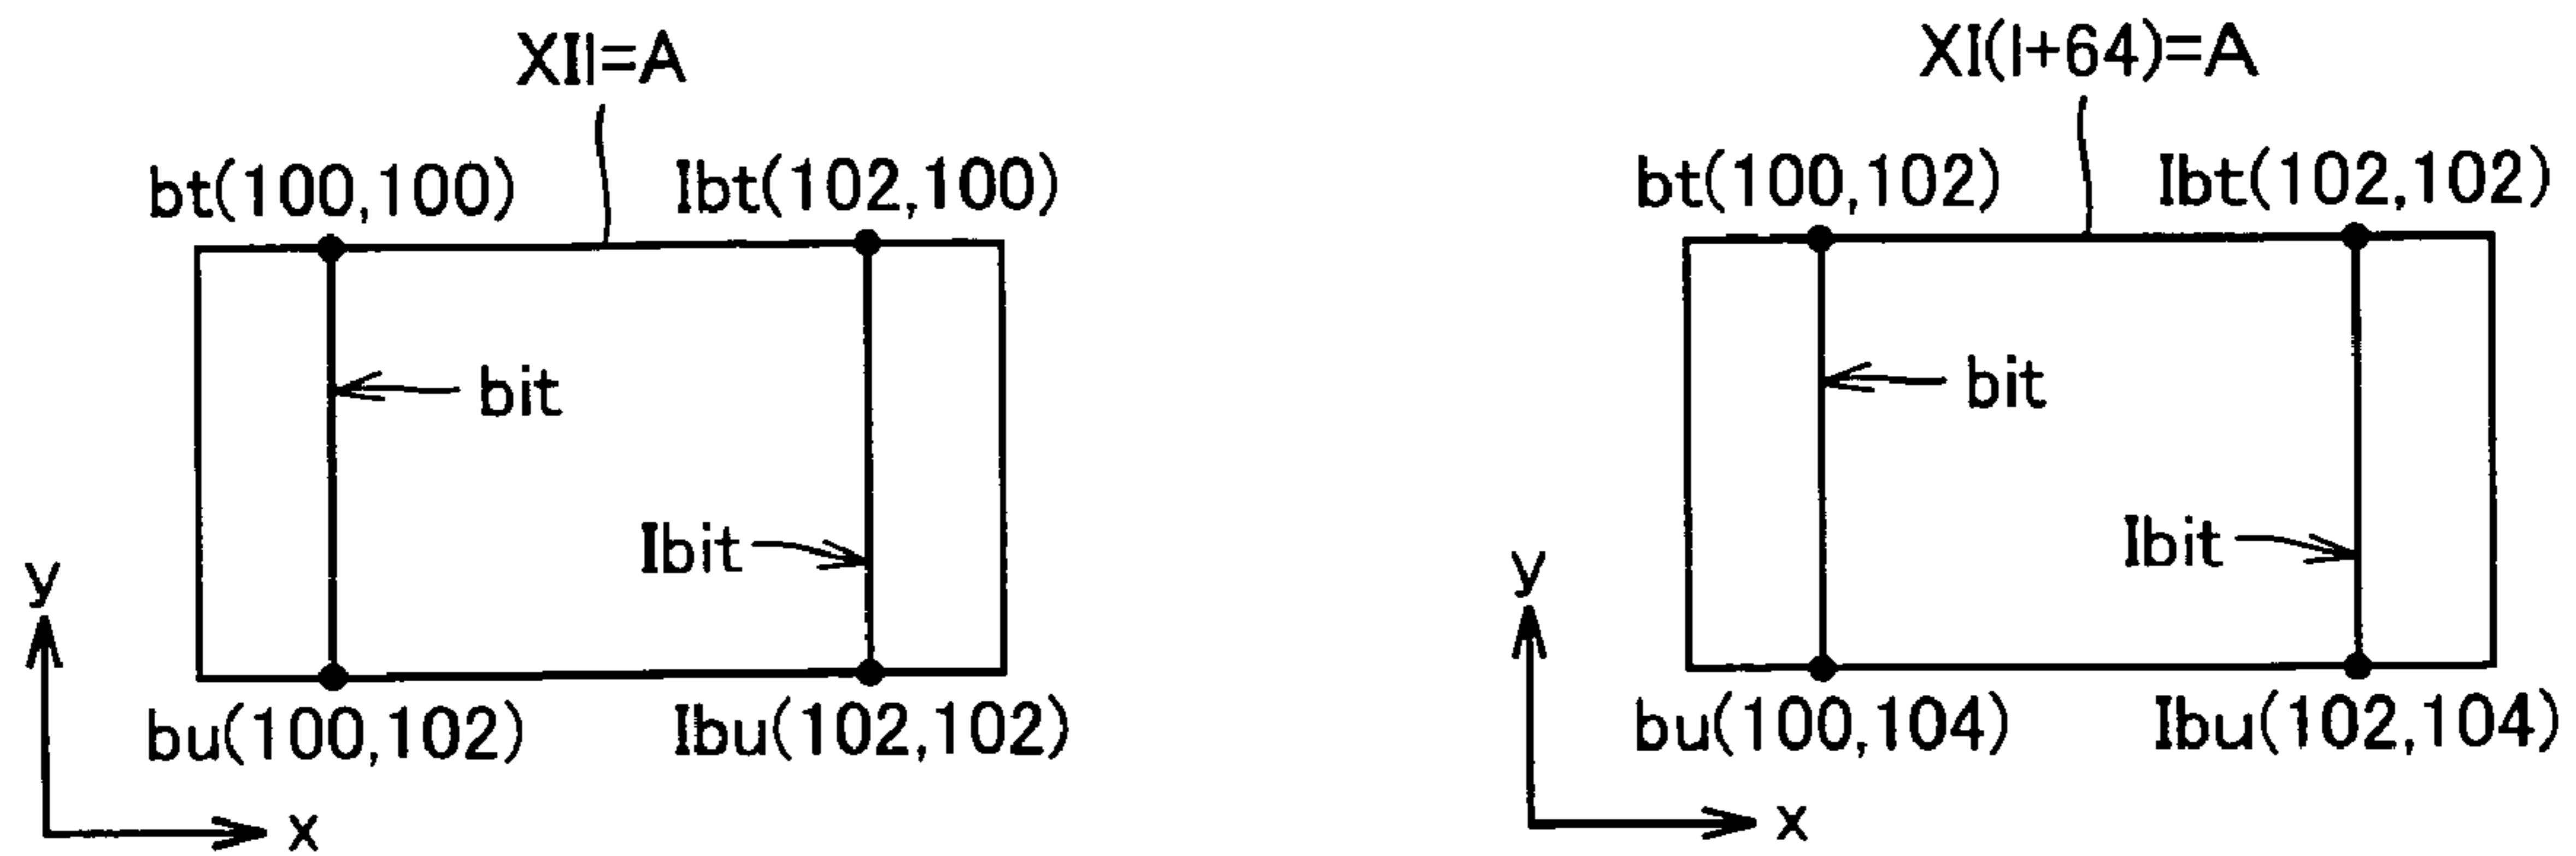 XII=A
bt(100,100) Ibt(102,100)
bit
Ibit
bu(100,102) Ibu(102,102)
y
x
XI(I+64)=A
bt(100,102) Ibt(102,102)
bit
Ibit
bu(100,104) Ibu(102,104)
y
x